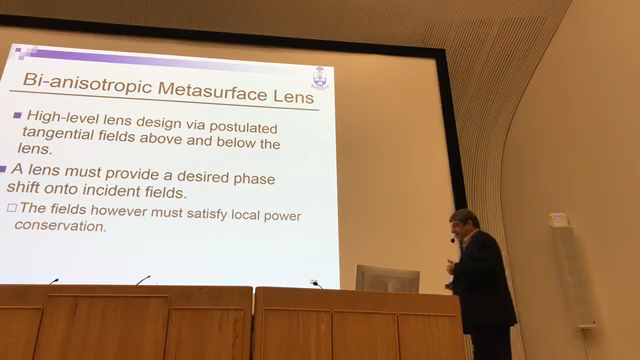 Bi-anisotropic Metasurface Lens
High-level lens design via postulated
tangential fields above and below the
lens.
A lens must provide a desired phase
shift onto incident fields.
The fields however must satisfy local power
conservation.